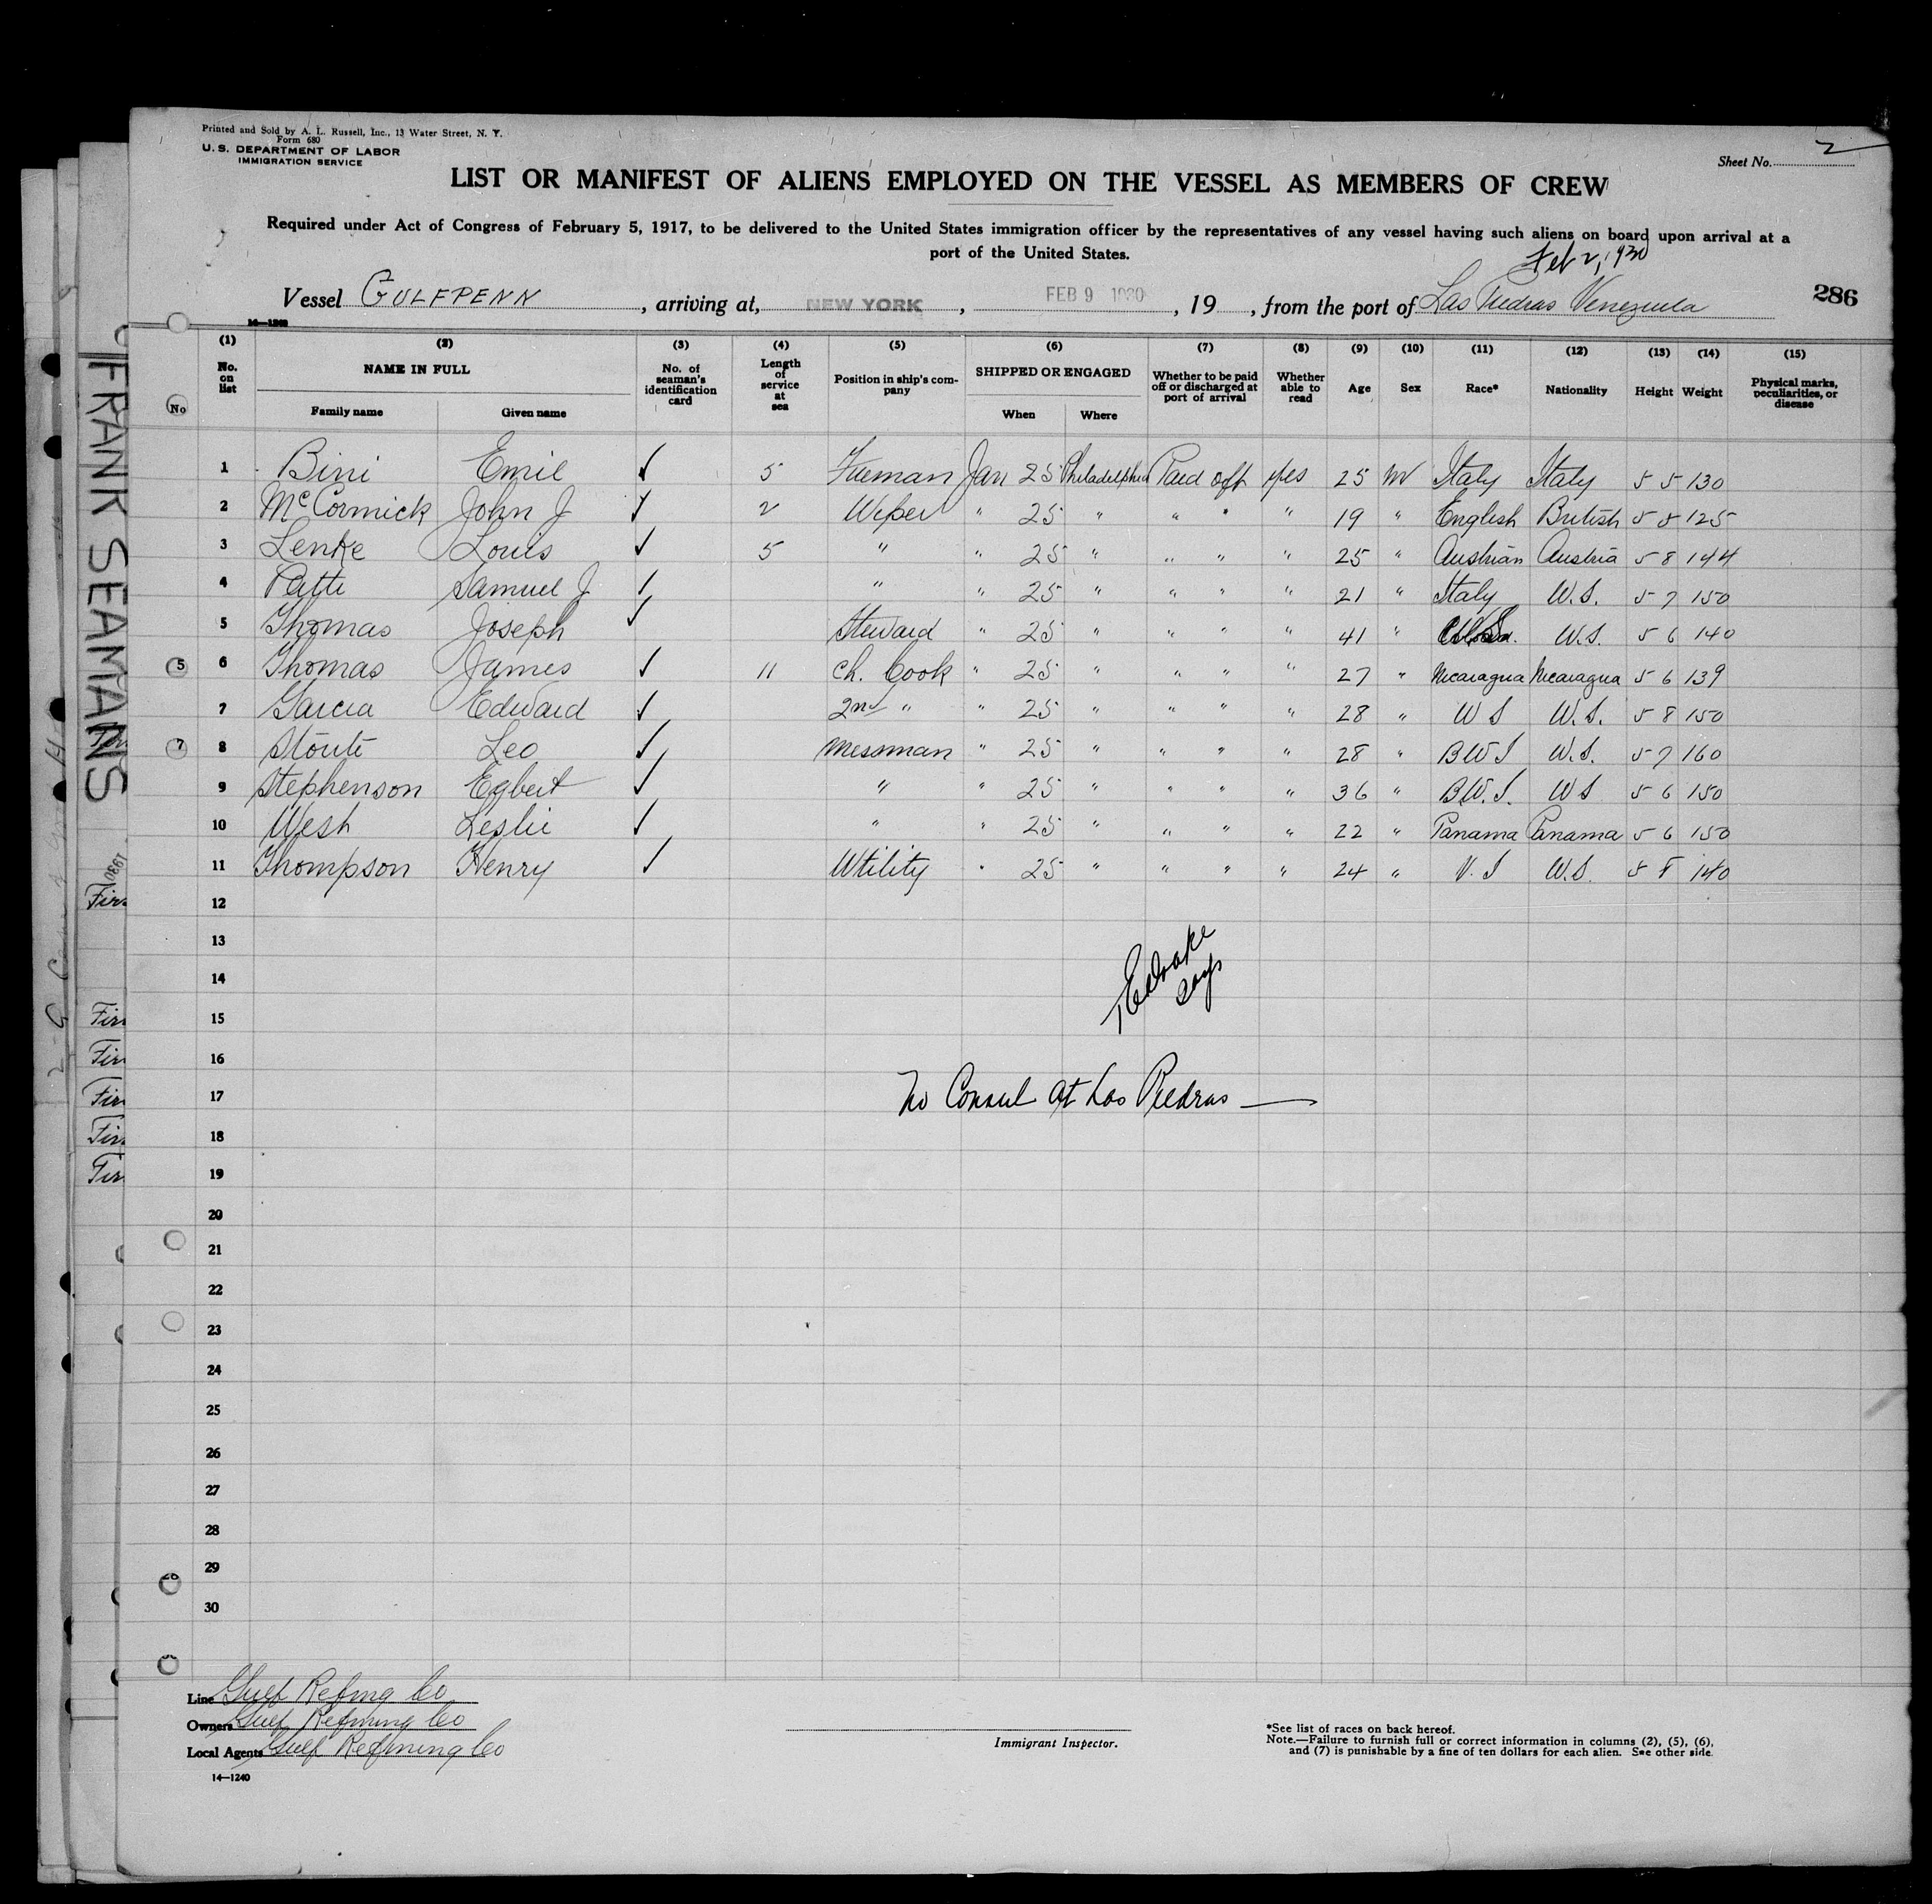 Printed and Sold by A. L. Russell, Inc., 13 Water Street, N. Y.
Form 680
U. S. DEPARTMENT OF LABOR
IMMIGRATION SERVICE
Sheet No. 2
LIST OR MANIFEST OF ALIENS EMPLOYED ON THE VESSEL AS MEMBERS OF CREW
Required under Act of Congress of February 5, 1917, to be delivered to the United States immigration officer by the representatives of any vessel having such aliens on board upon arrival at a
port of the United States.
Feb 2, 1930
Vessel GULFPENN, arriving at, NEW YORK, FEB 9 1930, 19, from the port of Las Piedras Venezuela
286
14—1240
(1) (2) (3) (4) (5) (6) (7) (8) (9) (10) (11) (12) (13) (14) (15)
No. on list NAME IN FULL Family name Given name No. of seaman's identification card Length of service at sea Position in ship's company SHIPPED OR ENGAGED When Where Whether to be paid off or discharged at port of arrival Whether able to read Age Sex Race* Nationality Height Weight Physical marks, peculiarities, or disease
No
1 Bini Emil ✓ 5 Fireman Jan 25 Philadelphia Paid off yes 25 M Italy Italy 5 5 130
2 McCormick John J ✓ 2 Wiper " 25 " " " " 19 " English British 5 8 125
3 Lenke Louis ✓ 5 " " 25 " " " " 25 " Austrian Austria 5 8 144
4 Patti Samuel J ✓ " " 25 " " " " 21 " Italy U.S. 5 7 150
5 Thomas Joseph ✓ Steward " 25 " " " " 41 " U.S. 5 6 140
5 6 Thomas James ✓ 11 Ch. Cook " 25 " " " " 27 " Nicaragua Nicaragua 5 6 139
7 Garcia Edward ✓ 2nd " " 25 " " " " 28 " U S U.S. 5 8 150
7 8 Stoute Leo ✓ Messman " 25 " " " " 28 " B W I U.S. 5 7 160
9 Stephenson Egbert ✓ " " 25 " " " " 36 " B.W.I. U S 5 6 150
10 West Leslie ✓ " " 25 " " " " 22 " Panama Panama 5 6 150
11 Thompson Henry ✓ Utility " 25 " " " " 24 " V. I U.S. 5 8 140
12
13
14
15
16
17
18
19
20
21
22
23
24
25
26
27
28
29
30
says
No Consul at Las Piedras —
Line Gulf Refing Co
Owners Gulf Refining Co
Local Agents Gulf Refining Co
14—1240
Immigrant Inspector.
*See list of races on back hereof.
Note.—Failure to furnish full or correct information in columns (2), (5), (6),
and (7) is punishable by a fine of ten dollars for each alien. See other side.
FRANK SEAMANS
1930
Fir
Fir
Fir
Fir
Fir
Fir